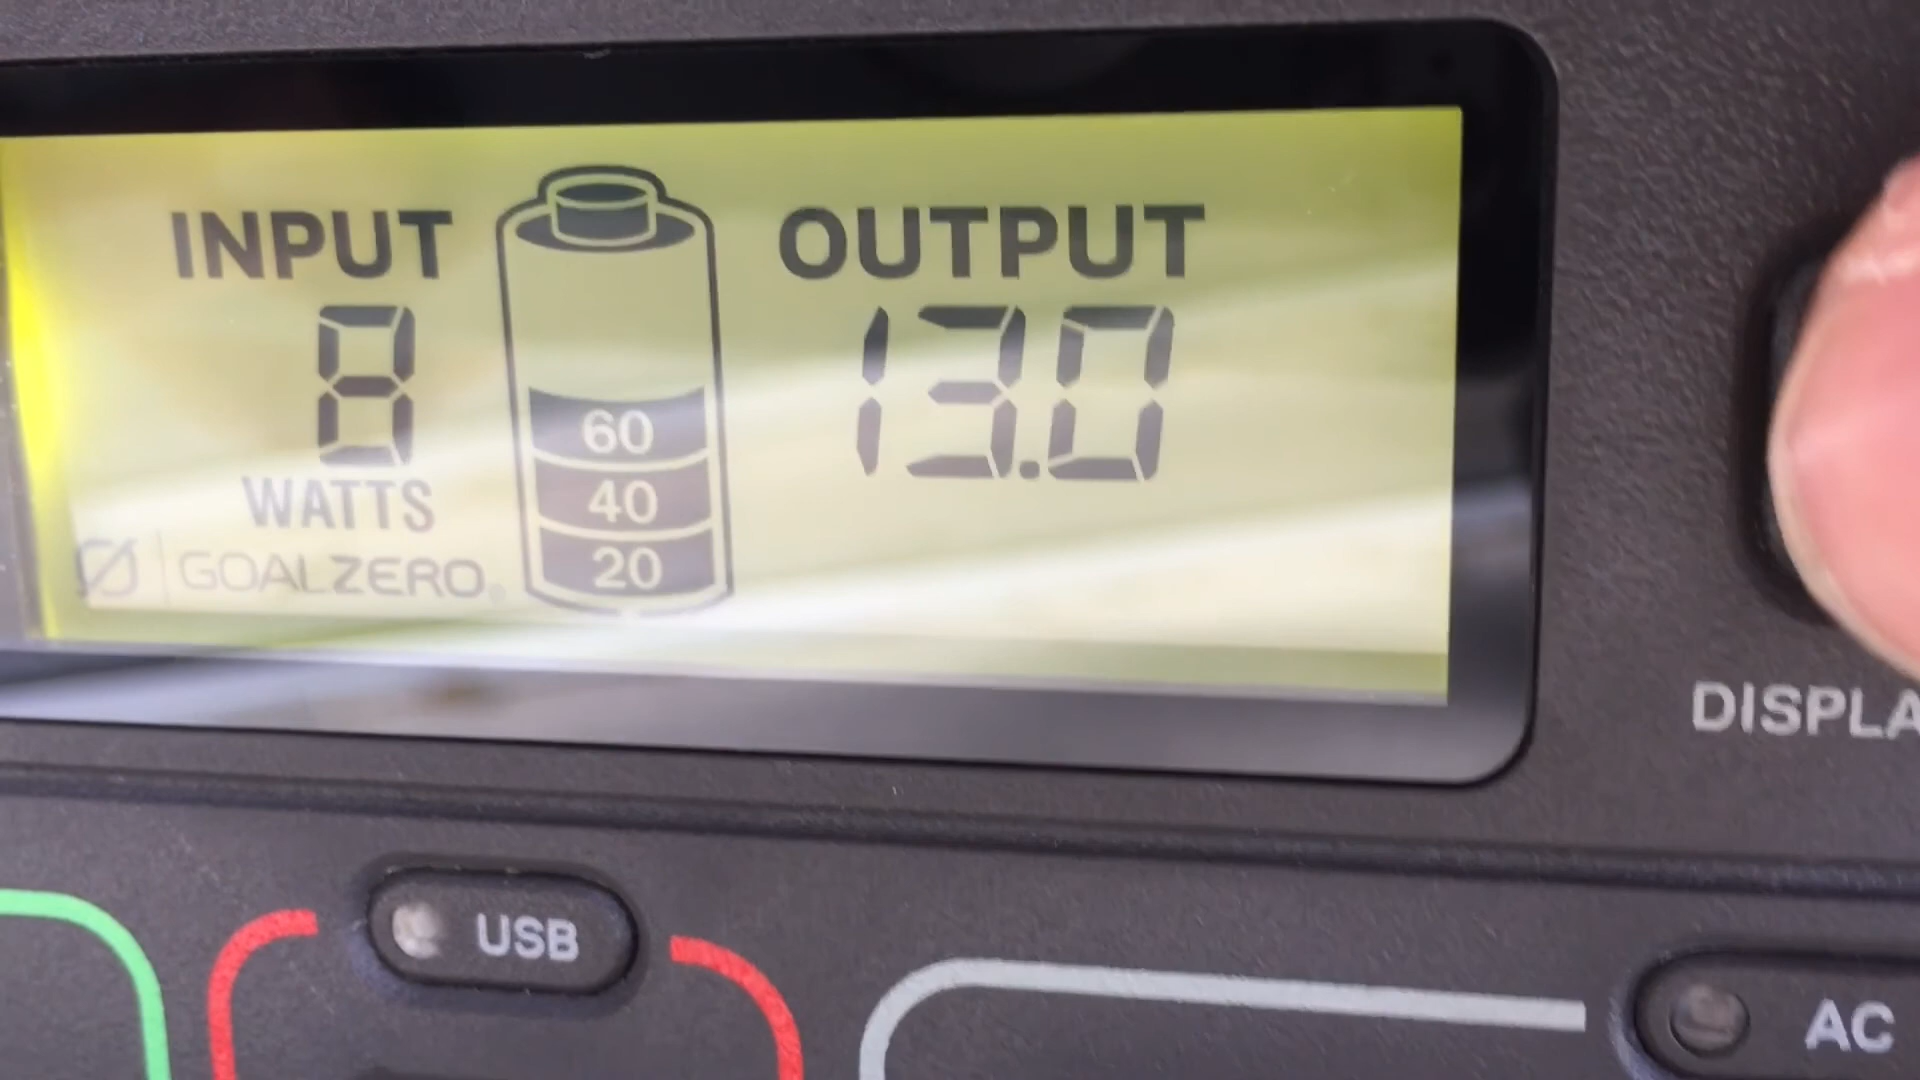 INPUT
8
WATTS
GOALZERO
60
40
20
OUTPUT
13.0
DISPLA
USB
AC